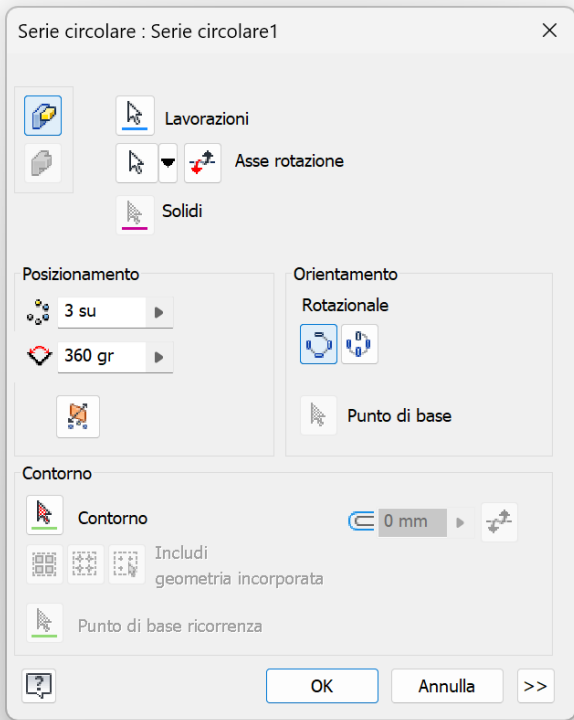 Serie circolare : Serie circolare1
Lavorazioni
Asse rotazione
Solidi
Posizionamento
3 su
360 gr
Orientamento
Rotazionale
Punto di base
Contorno
Contorno
0 mm
Includi
geometria incorporata
Punto di base ricorrenza
?
OK
Annulla
>>